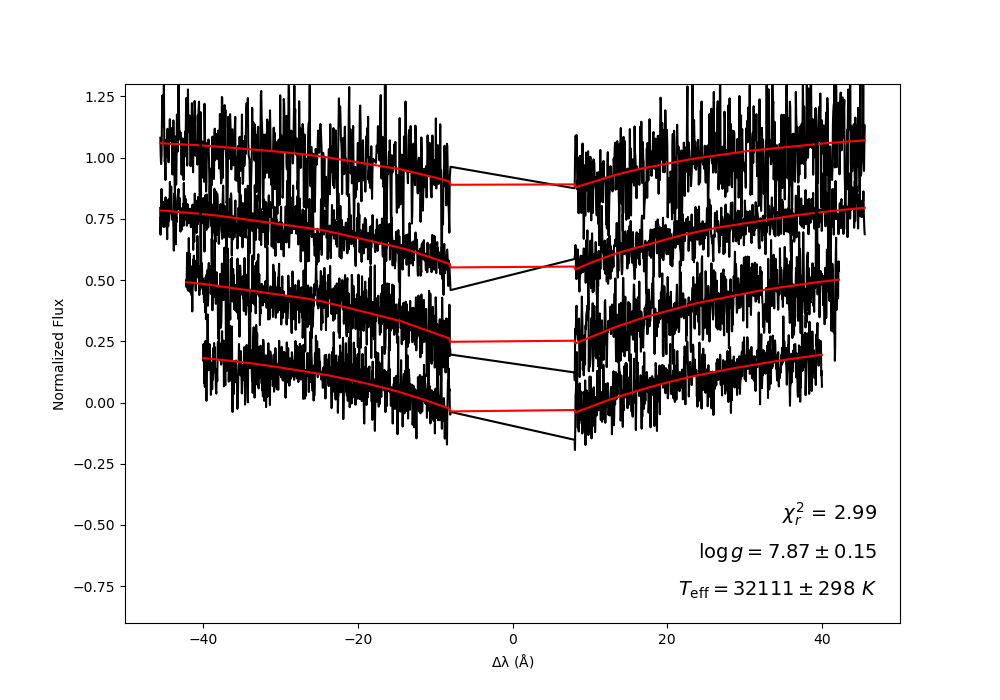 1.25
1.00
0.75
0.50
0.25
0.00
−0.25
−0.50
−0.75
Normalized Flux
χ²ᵣ = 2.99
log g = 7.87 ± 0.15
T_eff = 32111 ± 298 K
−40 −20 0 20 40
Δλ (Å)